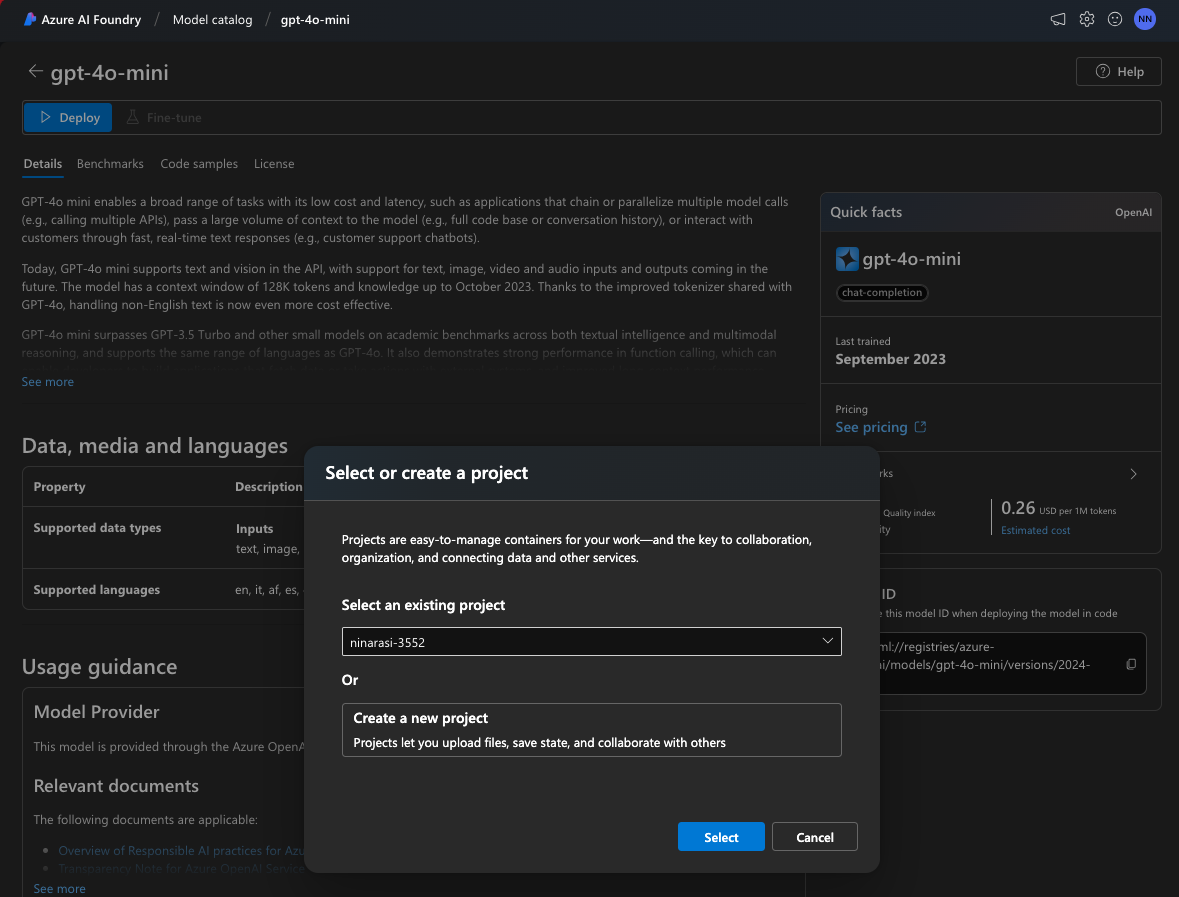 Azure AI Foundry / Model catalog / gpt-4o-mini
NN
gpt-4o-mini
Help
Deploy
Fine-tune
Details
Benchmarks
Code samples
License
GPT-4o mini enables a broad range of tasks with its low cost and latency, such as applications that chain or parallelize multiple model calls
(e.g., calling multiple APIs), pass a large volume of context to the model (e.g., full code base or conversation history), or interact with
customers through fast, real-time text responses (e.g., customer support chatbots).
Today, GPT-4o mini supports text and vision in the API, with support for text, image, video and audio inputs and outputs coming in the
future. The model has a context window of 128K tokens and knowledge up to October 2023. Thanks to the improved tokenizer shared with
GPT-4o, handling non-English text is now even more cost effective.
GPT-4o mini surpasses GPT-3.5 Turbo and other small models on academic benchmarks across both textual intelligence and multimodal
reasoning, and supports the same range of languages as GPT-4o. It also demonstrates strong performance in function calling, which can
See more
Quick facts
OpenAI
gpt-4o-mini
chat-completion
Last trained
September 2023
Pricing
See pricing
rks
Quality index
ity
0.26 USD per 1M tokens
Estimated cost
ID
this model ID when deploying the model in code
ml://registries/azure-
i/models/gpt-4o-mini/versions/2024-
Data, media and languages
Property
Description
Supported data types
Inputs
text, image,
Supported languages
en, it, af, es,
Usage guidance
Model Provider
This model is provided through the Azure OpenA
Relevant documents
The following documents are applicable:
Overview of Responsible AI practices for Azu
Transparency Note for Azure OpenAI Service
See more
Select or create a project
Projects are easy-to-manage containers for your work—and the key to collaboration,
organization, and connecting data and other services.
Select an existing project
ninarasi-3552
Or
Create a new project
Projects let you upload files, save state, and collaborate with others
Select
Cancel